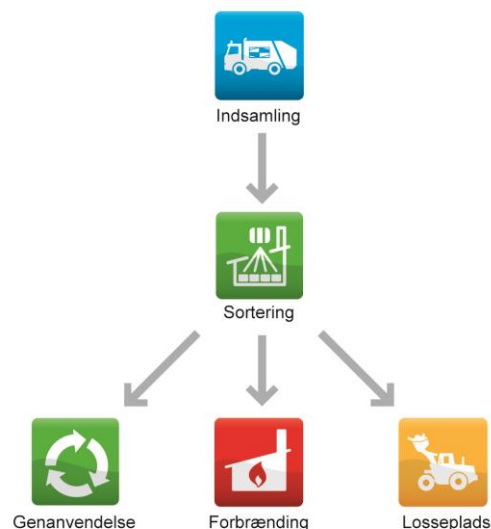 Indsamling
Sortering
Genanvendelse
Forbrænding
Losseplads